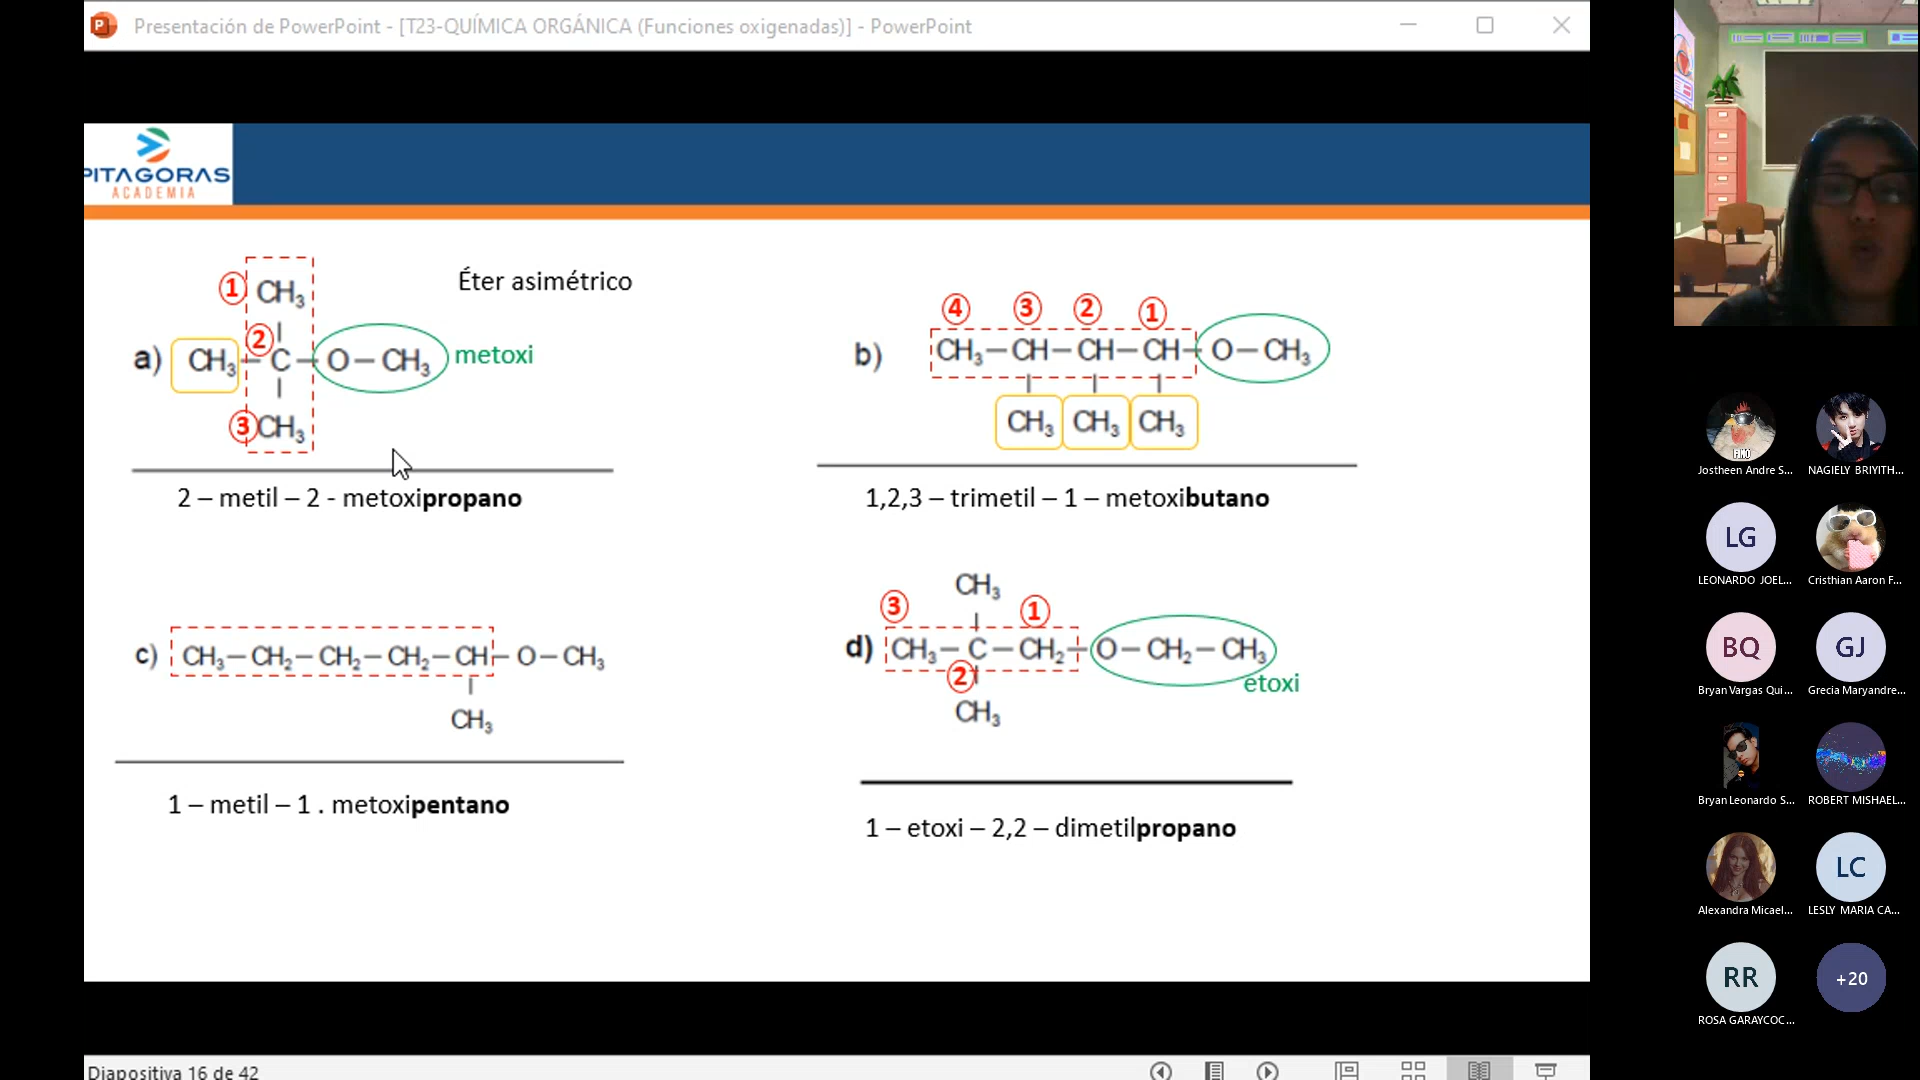 Presentación de PowerPoint - [T23-QUÍMICA ORGÁNICA (Funciones oxigenadas)] - PowerPoint
PITAGORAS
ACADEMIA
Éter asimétrico
a)
1 CH₃
2
CH₃ – C – O – CH₃ metoxi
3 CH₃
2 – metil – 2 - metoxipropano
b)
4 3 2 1
CH₃ – CH – CH – CH – O – CH₃
CH₃ CH₃ CH₃
1,2,3 – trimetil – 1 – metoxibutano
c) CH₃ – CH₂ – CH₂ – CH₂ – CH – O – CH₃
CH₃
1 – metil – 1 . metoxipentano
CH₃
3 1
d) CH₃ – C – CH₂ – O – CH₂ – CH₃
2 etoxi
CH₃
1 – etoxi – 2,2 – dimetilpropano
Diapositiva 16 de 42
Jostheen Andre S...
NAGIELY BRIYITH...
LG
LEONARDO JOEL...
Cristhian Aaron F...
BQ
Bryan Vargas Qui...
GJ
Grecia Maryandre...
Bryan Leonardo S...
ROBERT MISHAEL...
Alexandra Micael...
LC
LESLY MARIA CA...
RR
ROSA GARAYCOC...
+20